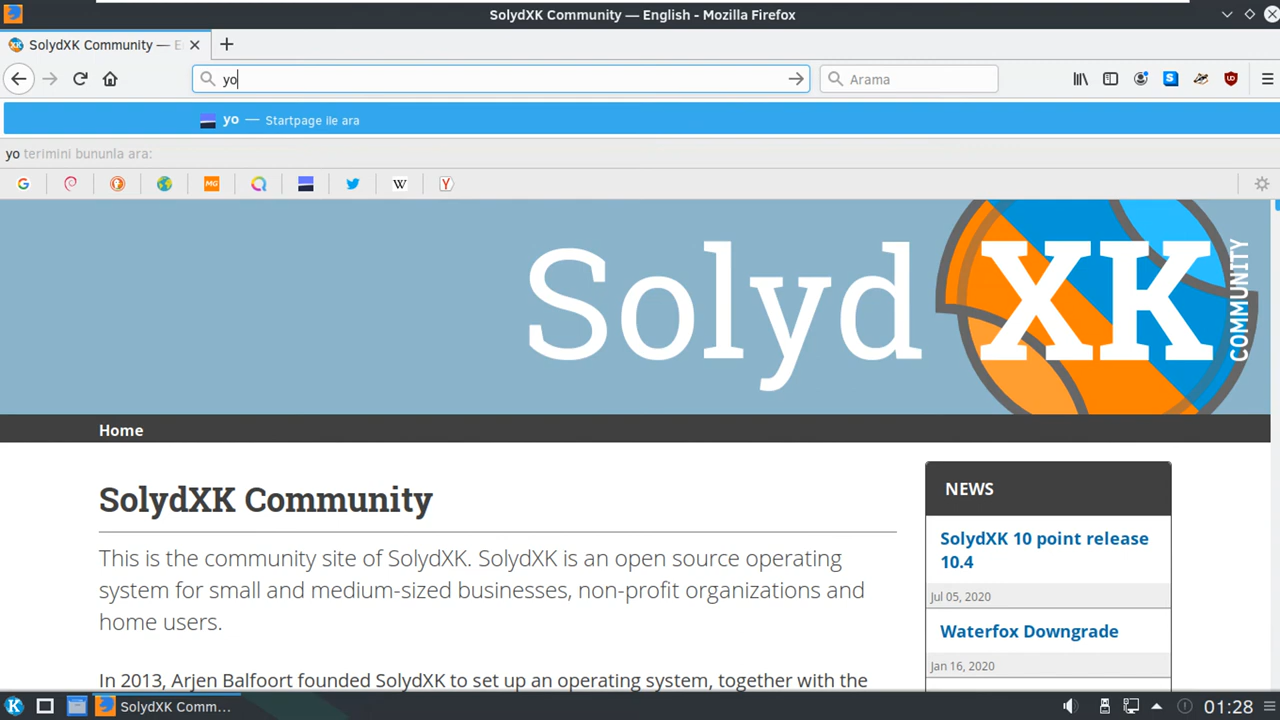 SolydXK Community — English - Mozilla Firefox
SolydXK Community — E
yo
Arama
yo — Startpage ile ara
yo terimini bununla ara:
G
MG
W
Y
Solyd XK COMMUNITY
Home
SolydXK Community
This is the community site of SolydXK. SolydXK is an open source operating
system for small and medium-sized businesses, non-profit organizations and
home users.
In 2013, Arjen Balfoort founded SolydXK to set up an operating system, together with the
NEWS
SolydXK 10 point release
10.4
Jul 05, 2020
Waterfox Downgrade
Jan 16, 2020
SolydXK Comm...
01:28